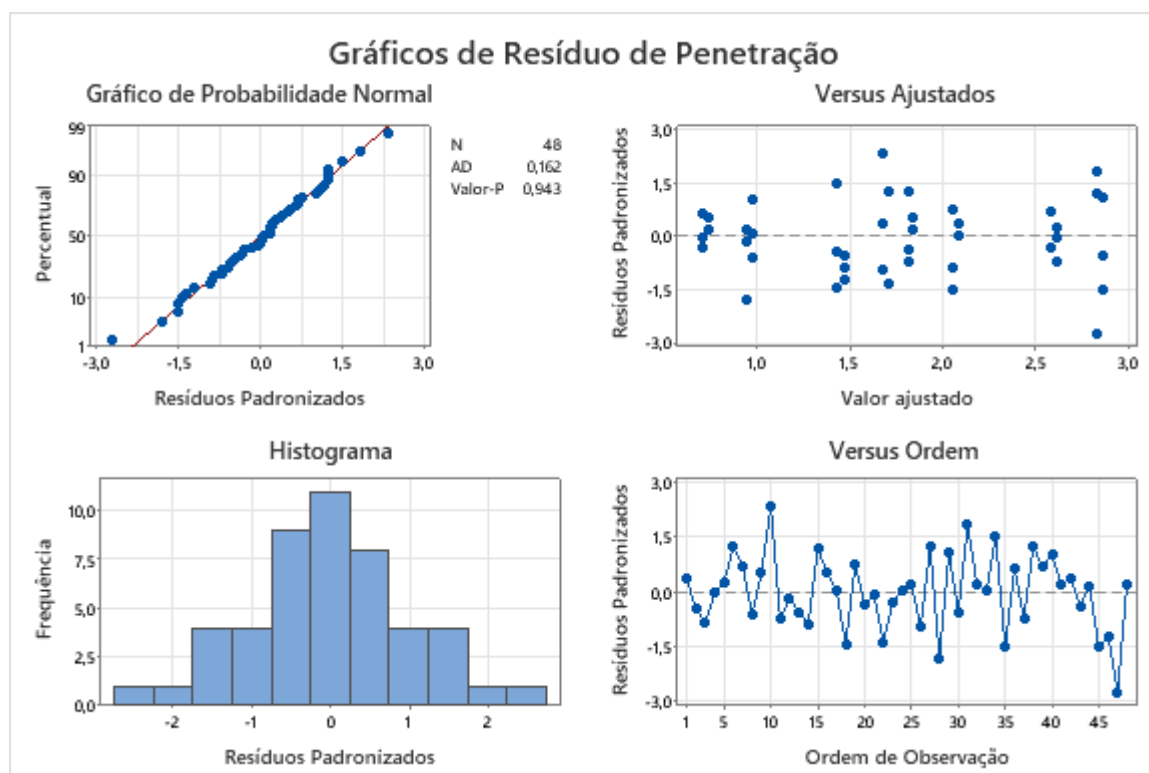 Gráficos de Resíduo de Penetração
Gráfico de Probabilidade Normal
Percentual
99
90
50
10
1
-3,0 -1,5 0,0 1,5 3,0
Resíduos Padronizados
N 48
AD 0,162
Valor-P 0,943
Versus Ajustados
Resíduos Padronizados
3,0
1,5
0,0
-1,5
-3,0
1,0 1,5 2,0 2,5 3,0
Valor ajustado
Histograma
Frequência
10,0
7,5
5,0
2,5
0,0
-2 -1 0 1 2
Resíduos Padronizados
Versus Ordem
Resíduos Padronizados
3,0
1,5
0,0
-1,5
-3,0
1 5 10 15 20 25 30 35 40 45
Ordem de Observação